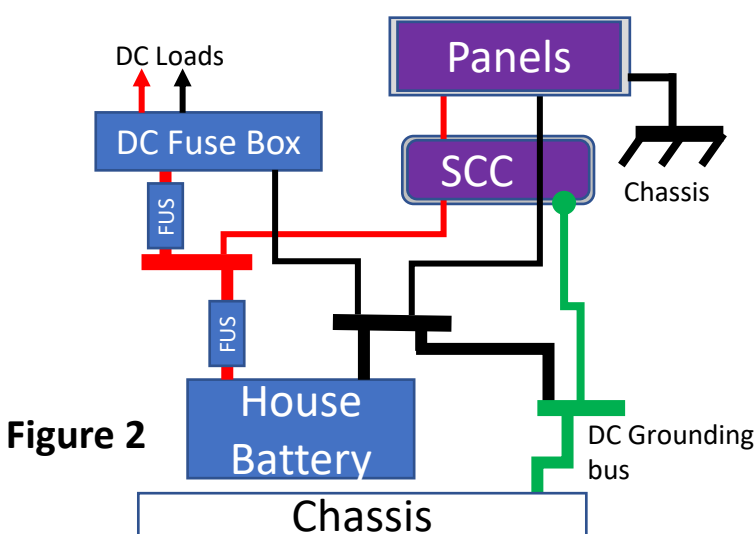 DC Loads
Panels
DC Fuse Box
SCC
Chassis
FUS
FUS
House
Battery
Figure 2
DC Grounding
bus
Chassis